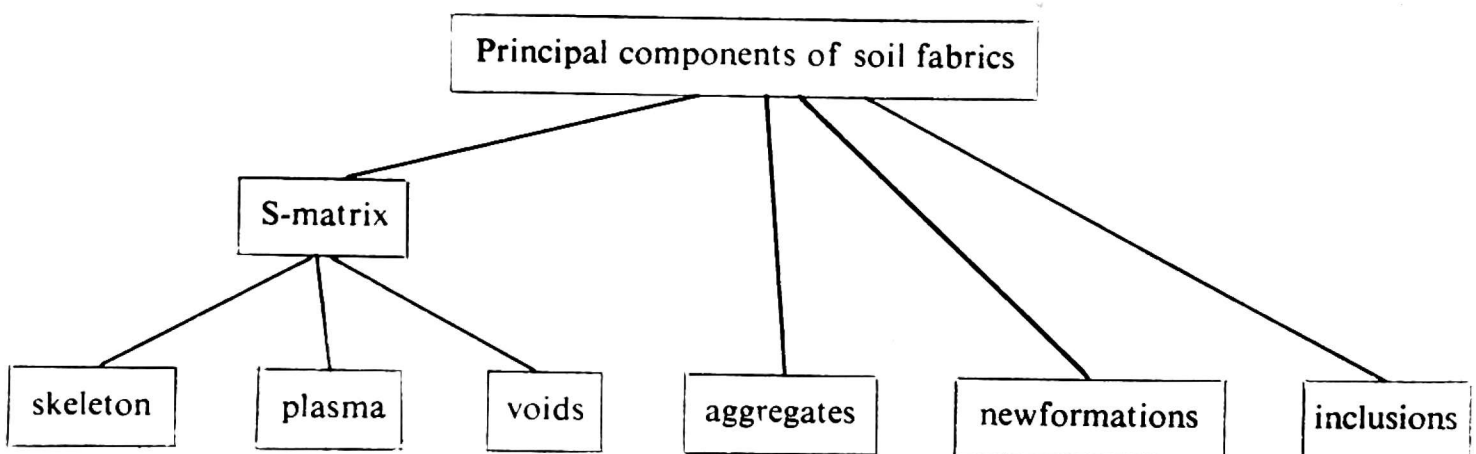 Principal components of soil fabrics
S-matrix
skeleton
plasma
voids
aggregates
newformations
inclusions